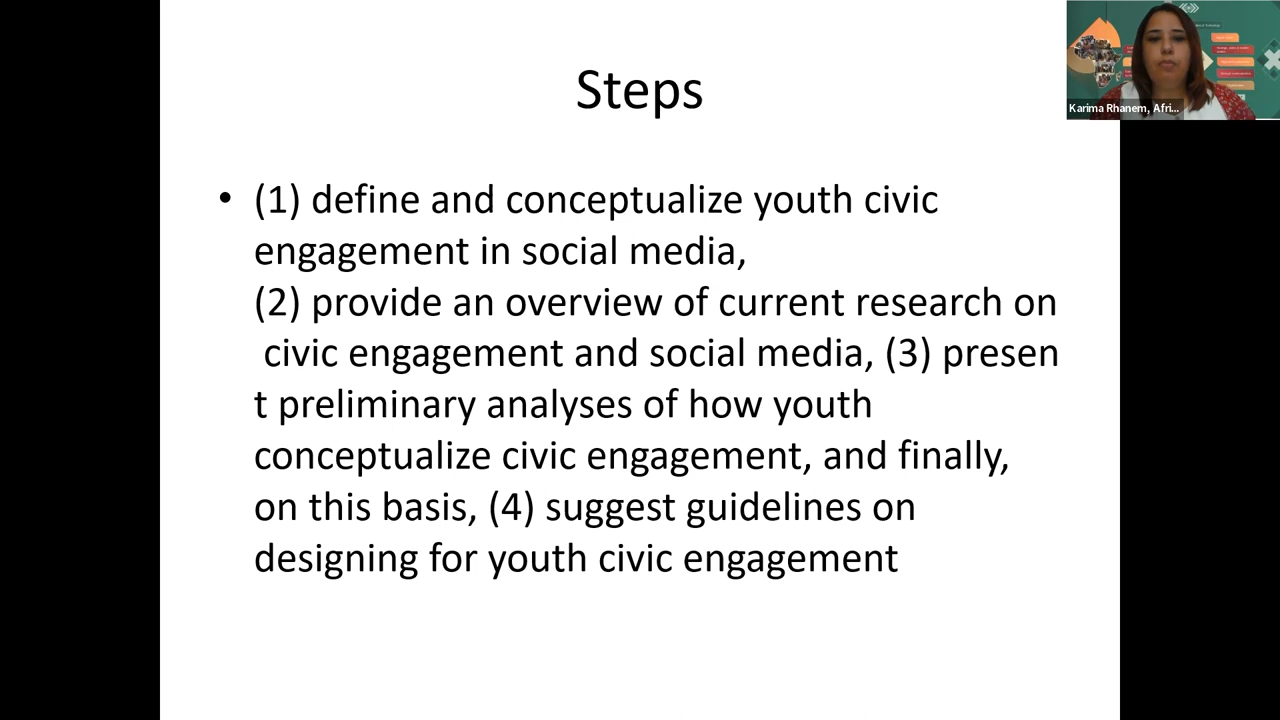 Steps
• (1) define and conceptualize youth civic
engagement in social media,
(2) provide an overview of current research on
civic engagement and social media, (3) presen
t preliminary analyses of how youth
conceptualize civic engagement, and finally,
on this basis, (4) suggest guidelines on
designing for youth civic engagement
Karima Rhanem, Afri...